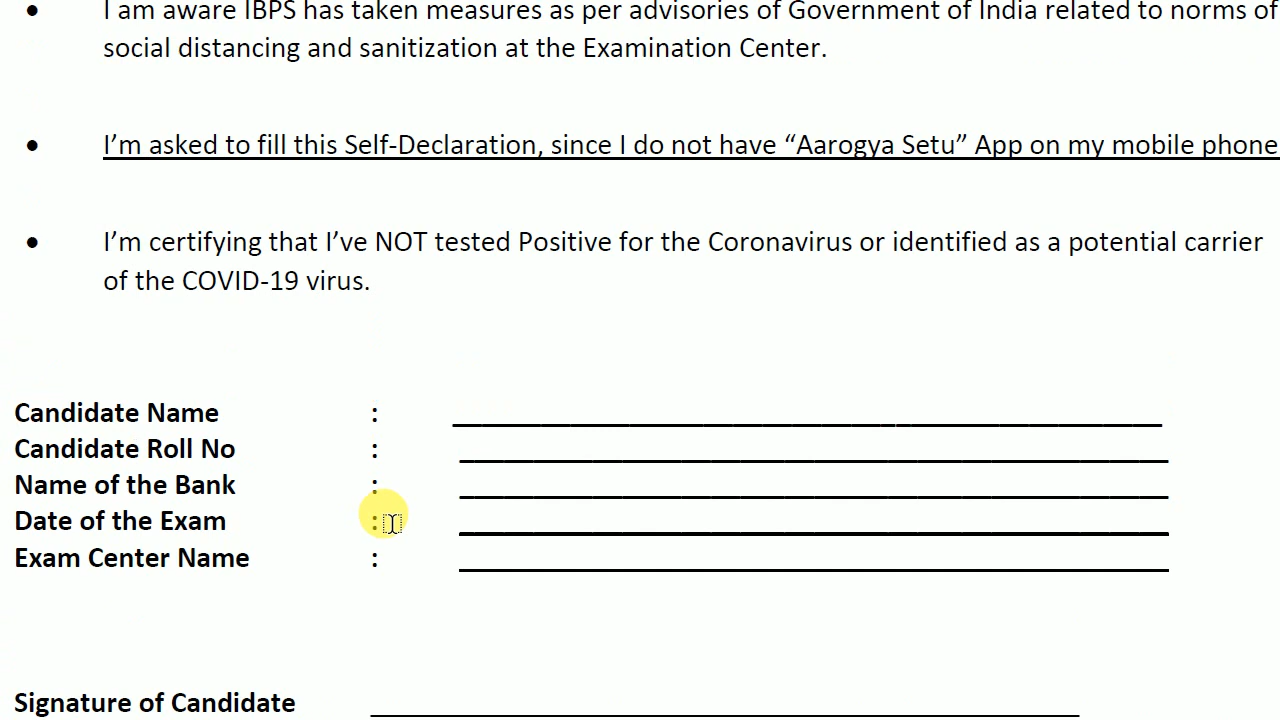 • I am aware IBPS has taken measures as per advisories of Government of India related to norms of
social distancing and sanitization at the Examination Center.
• I’m asked to fill this Self-Declaration, since I do not have “Aarogya Setu” App on my mobile phone
• I’m certifying that I’ve NOT tested Positive for the Coronavirus or identified as a potential carrier
of the COVID-19 virus.
Candidate Name :
Candidate Roll No :
Name of the Bank :
Date of the Exam :
Exam Center Name :
Signature of Candidate